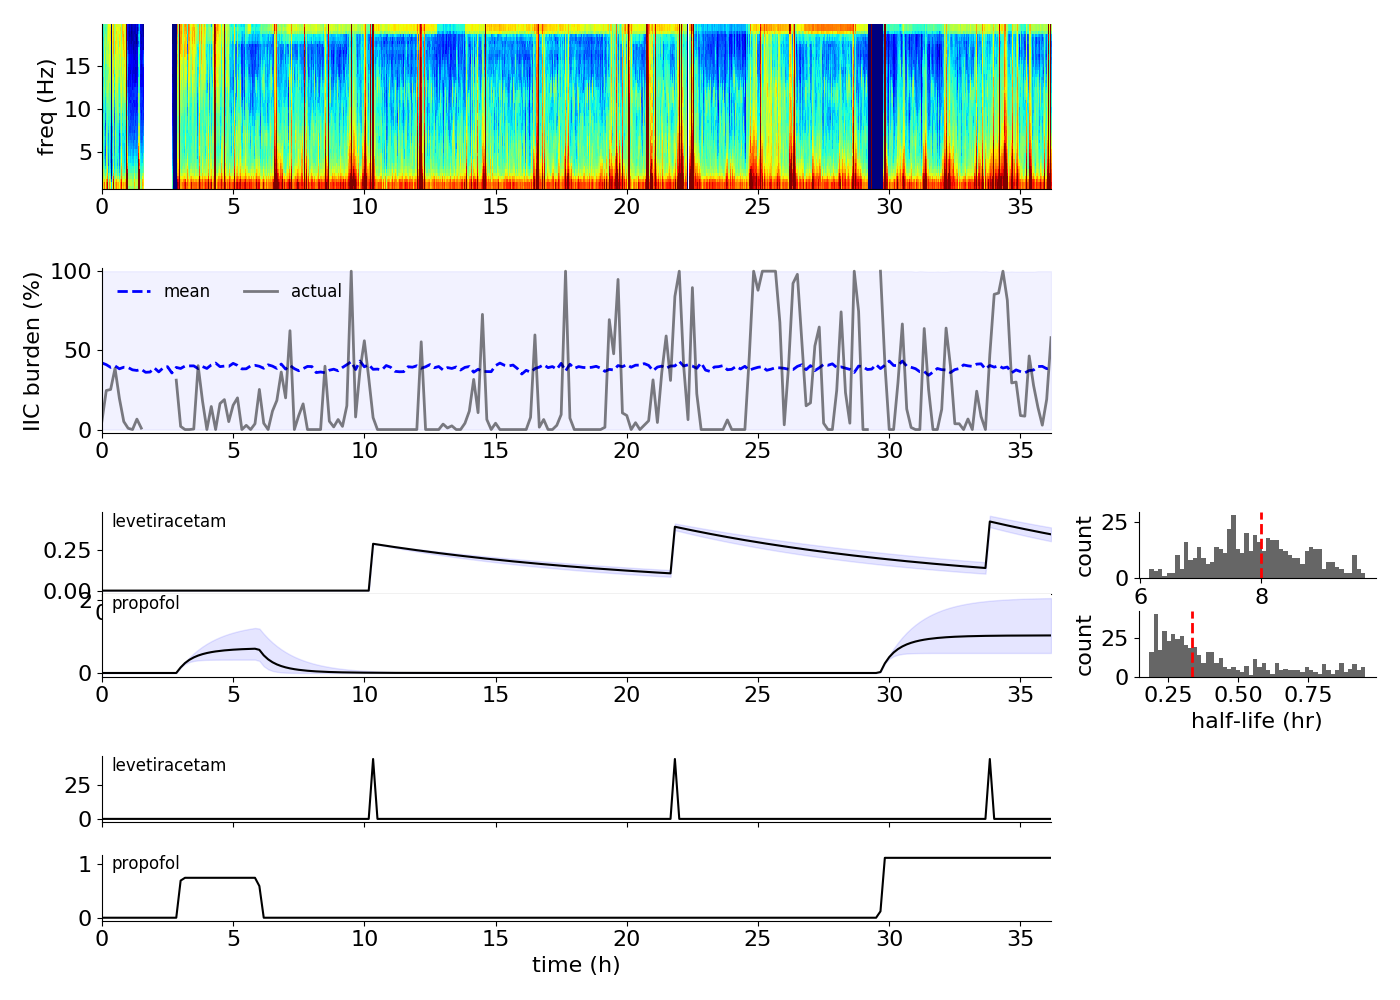 freq (Hz)
15
10
5
0 5 10 15 20 25 30 35
IIC burden (%)
100
50
0
mean actual
0 5 10 15 20 25 30 35
levetiracetam
0.25
0.00
0
propofol
2
0
0 5 10 15 20 25 30 35
count
25
0
6 8
count
25
0
0.25 0.50 0.75
half-life (hr)
levetiracetam
25
0
propofol
1
0
0 5 10 15 20 25 30 35
time (h)